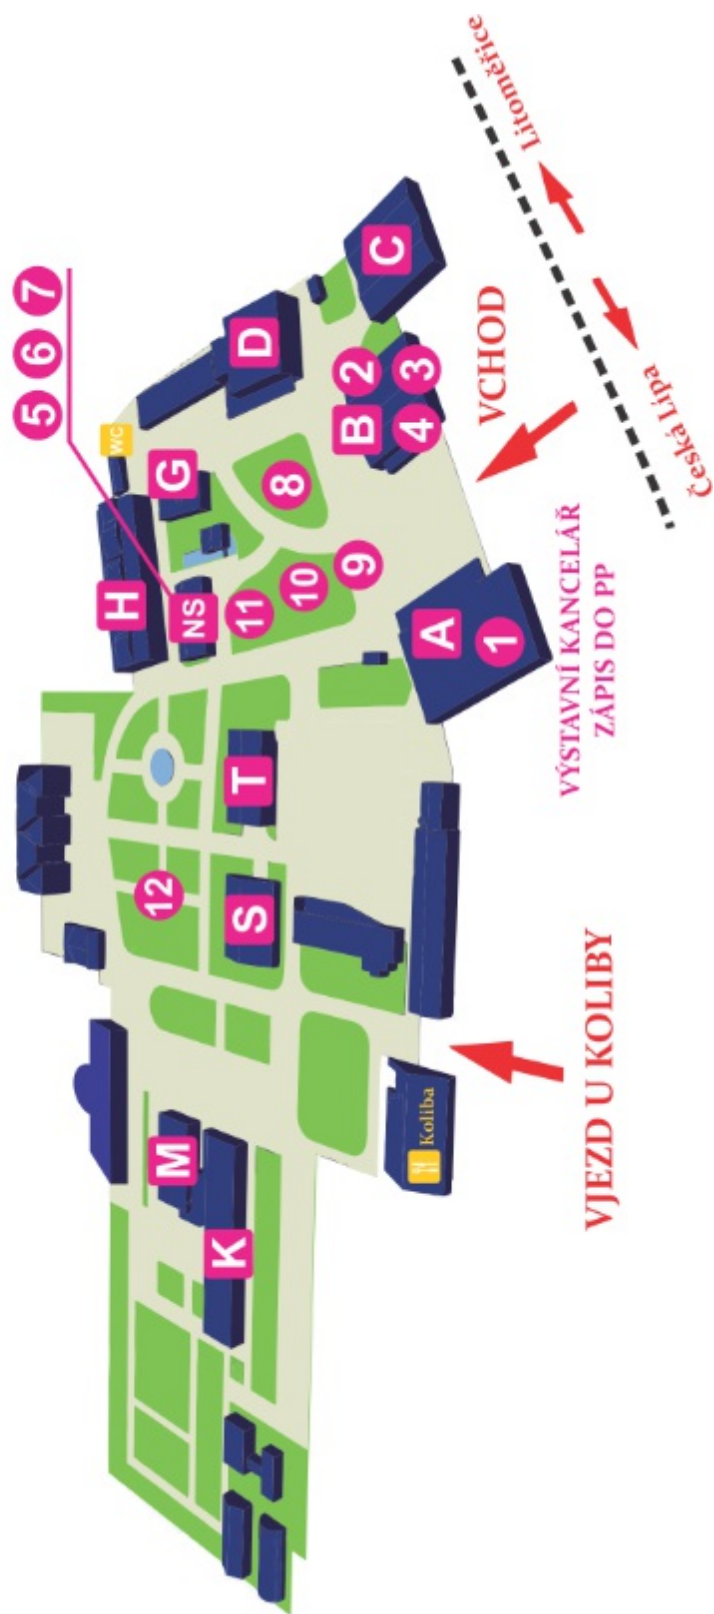 5 6 7
WC
H
G
D
C
NS
B
2
3
4
8
9
10
11
A
1
T
12
S
M
K
Koliba
Litoměřice
Česká Lípa
VCHOD
VÝSTAVNÍ KANCELÁŘ
ZÁPIS DO PP
VJEZD U KOLIBY